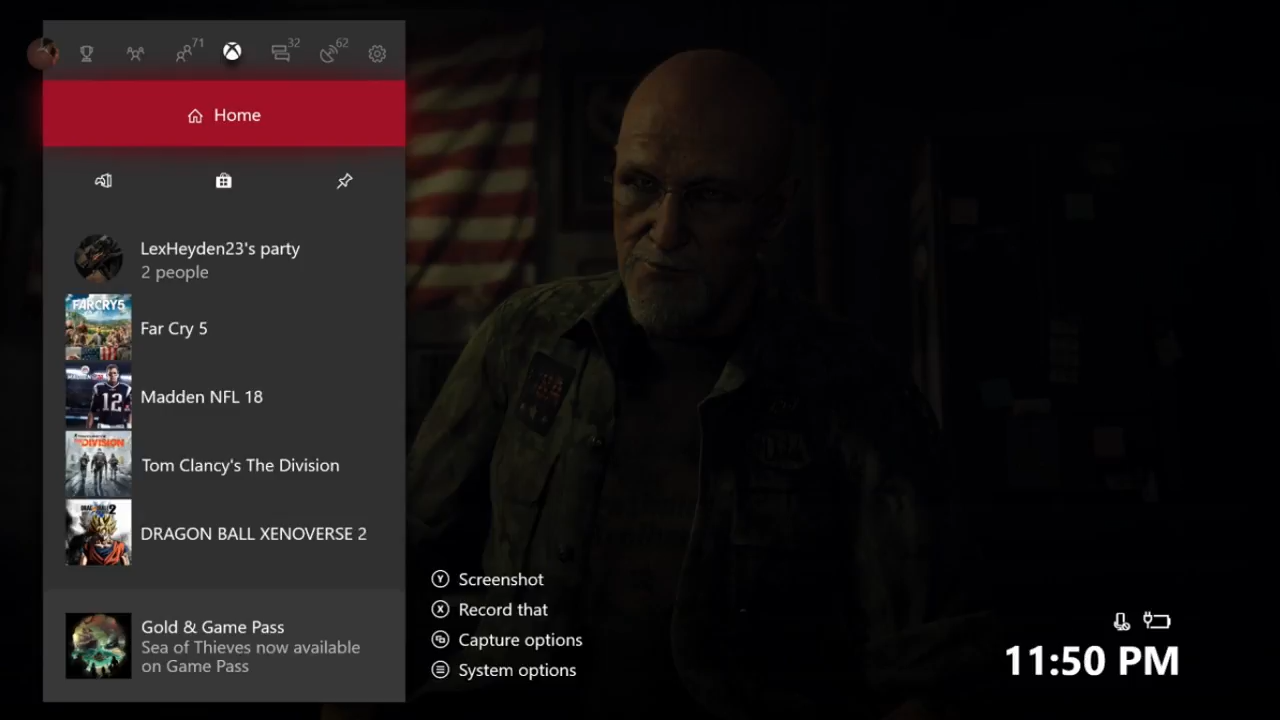 71
32
62
Home
LexHeyden23's party
2 people
FARCRY5
Far Cry 5
12
Madden NFL 18
THE DIVISION
Tom Clancy's The Division
2
DRAGON BALL XENOVERSE 2
Gold & Game Pass
Sea of Thieves now available
on Game Pass
Y Screenshot
X Record that
Capture options
System options
11:50 PM